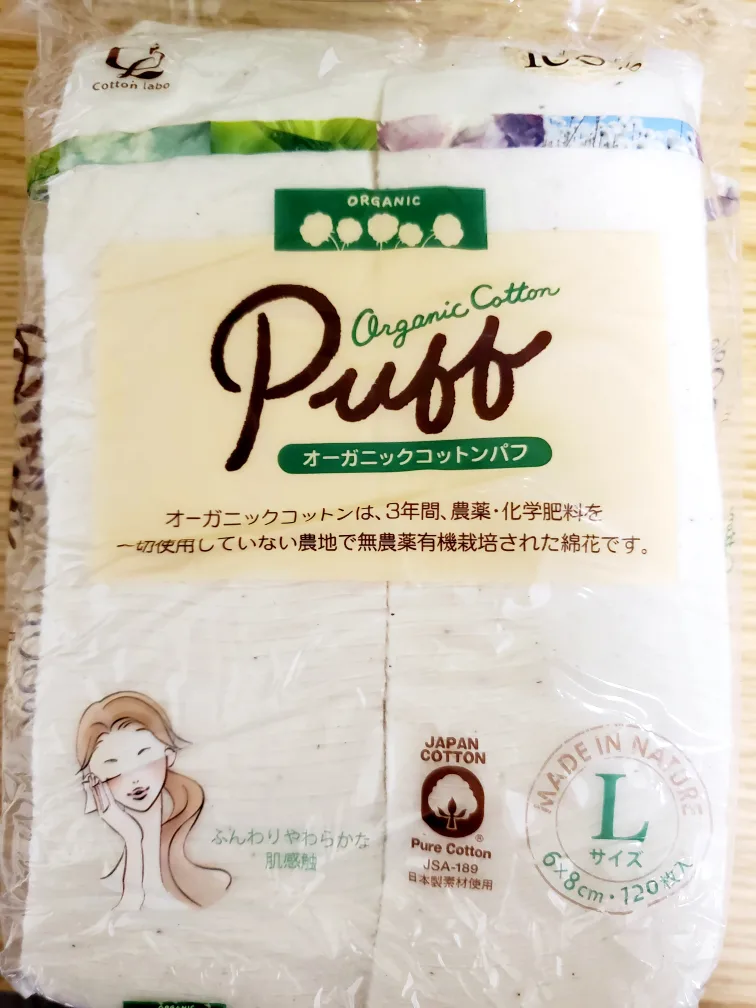 Cotton labo
ORGANIC
Organic Cotton
Puff
オーガニックコットンパフ
オーガニックコットンは、3年間、農薬・化学肥料を
一切使用していない農地で無農薬有機栽培された綿花です。
ふんわりやわらかな
肌感触
JAPAN
COTTON
®
Pure Cotton
JSA-189
日本製素材使用
MADE IN NATURE
L
サイズ
6×8cm・120枚入
ORGANIC